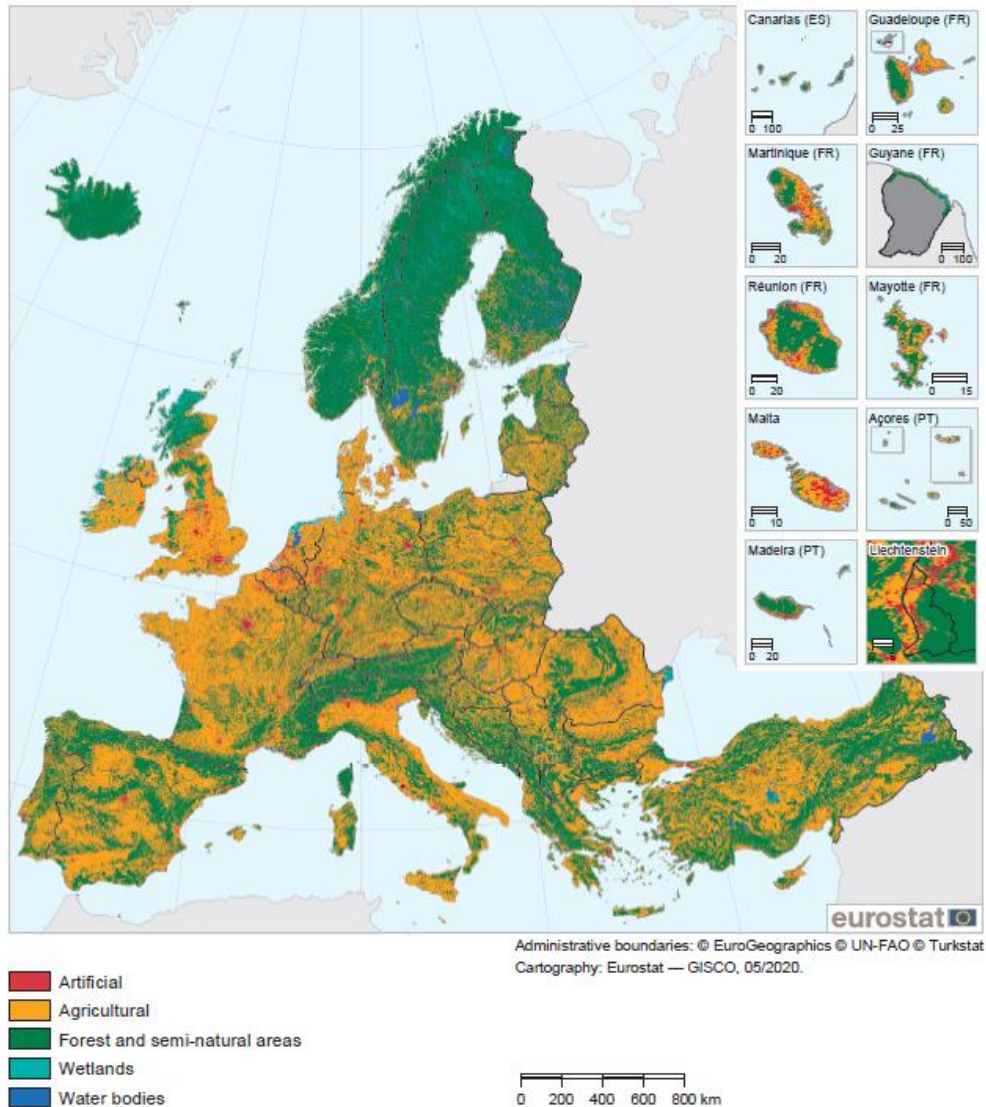 Canarias (ES)
0 100
Guadeloupe (FR)
0 25
Martinique (FR)
0 20
Guyane (FR)
0 100
Réunion (FR)
0 20
Mayotte (FR)
0 15
Malta
0 10
Açores (PT)
0 50
Madeira (PT)
0 20
Liechtenstein
eurostat
Administrative boundaries: © EuroGeographics © UN-FAO © Turkstat
Cartography: Eurostat — GISCO, 05/2020.
Artificial
Agricultural
Forest and semi-natural areas
Wetlands
Water bodies
0 200 400 600 800 km